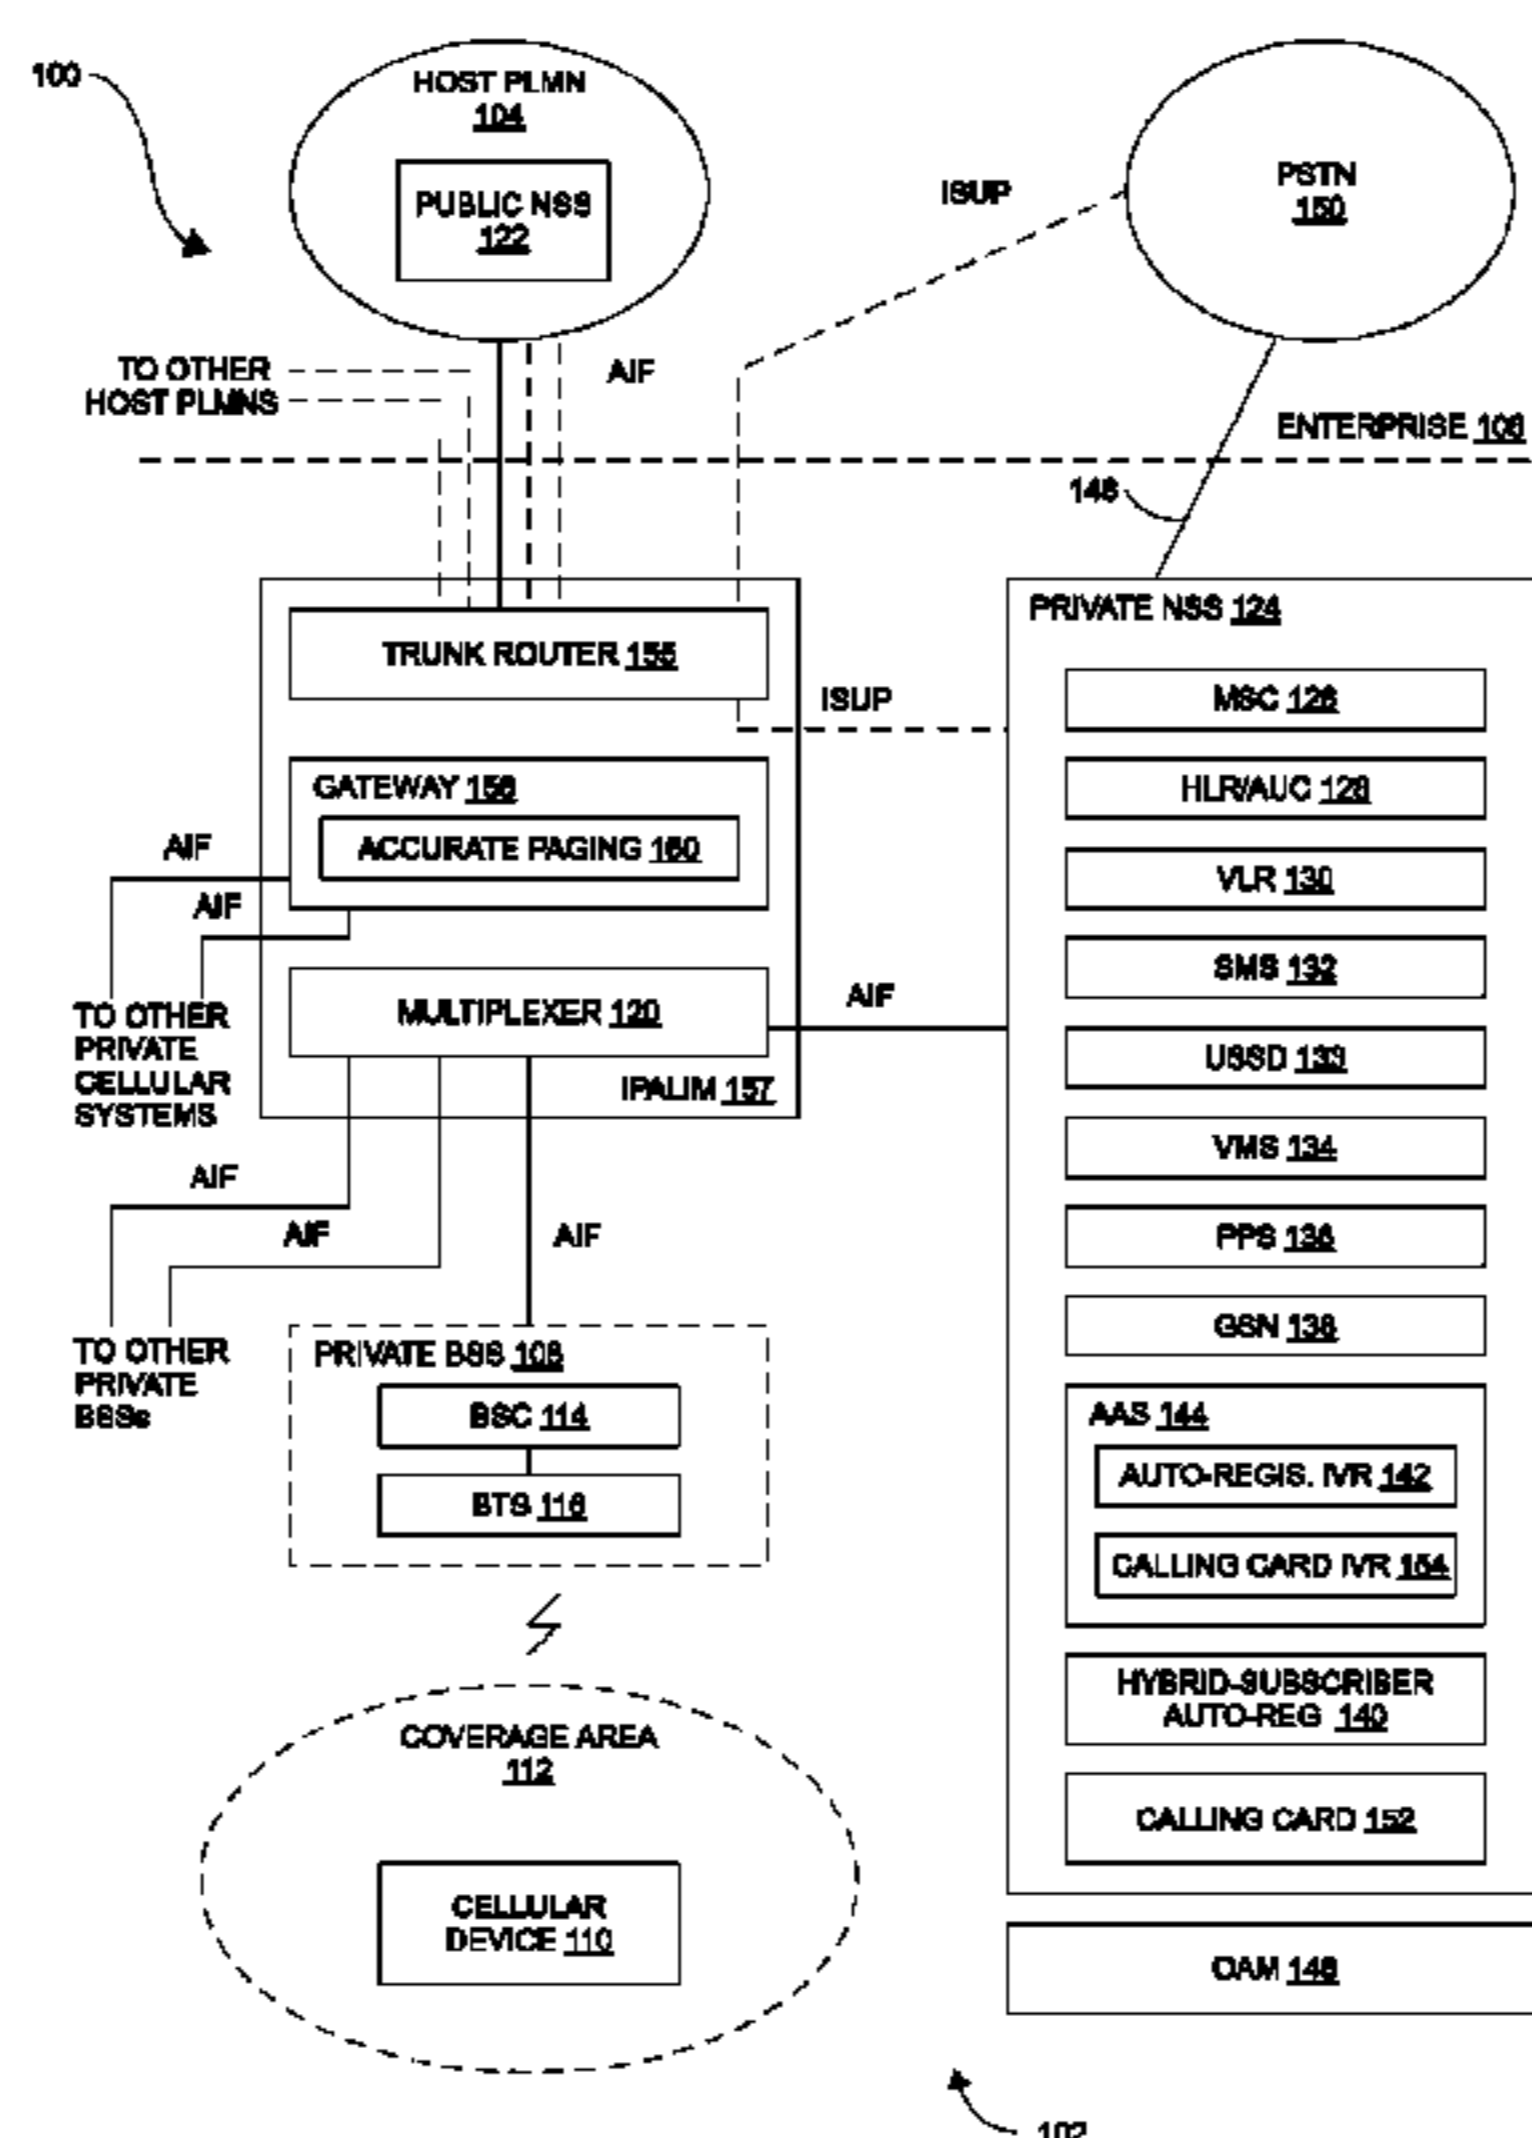 100
HOST PLMN
104
PUBLIC NSS
122
PSTN
150
ISUP
TO OTHER
HOST PLMNS
AIF
ENTERPRISE
148
TRUNK ROUTER 155
ISUP
GATEWAY
ACCURATE PAGING 160
AIF
AIF
MULTIPLEXER 120
IPALIM 157
AIF
TO OTHER
PRIVATE
CELLULAR
SYSTEMS
AIF
AIF
AIF
TO OTHER
PRIVATE
BSSs
PRIVATE BSS 108
BSC 114
BTS 116
COVERAGE AREA
112
CELLULAR
DEVICE 110
PRIVATE NSS 124
MSC 126
HLR/AUC 128
VLR 130
SMS 132
USSD 133
VMS 134
PPS 136
GSN 138
AAS 144
AUTO-REGIS. IVR 142
CALLING CARD IVR 154
HYBRID-SUBSCRIBER
AUTO-REG 140
CALLING CARD 152
OAM
102